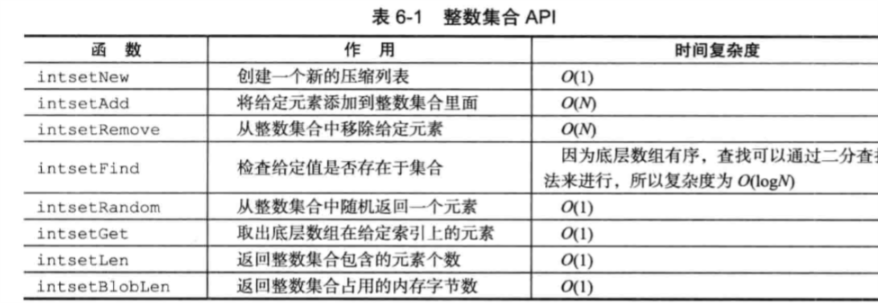 表 6-1 整数集合 API
函 数 作 用 时间复杂度
intsetNew 创建一个新的压缩列表 O(1)
intsetAdd 将给定元素添加到整数集合里面 O(N)
intsetRemove 从整数集合中移除给定元素 O(N)
intsetFind 检查给定值是否存在于集合 因为底层数组有序，查找可以通过二分查
法来进行，所以复杂度为 O(logN)
intsetRandom 从整数集合中随机返回一个元素 O(1)
intsetGet 取出底层数组在给定索引上的元素 O(1)
intsetLen 返回整数集合包含的元素个数 O(1)
intsetBlobLen 返回整数集合占用的内存字节数 O(1)